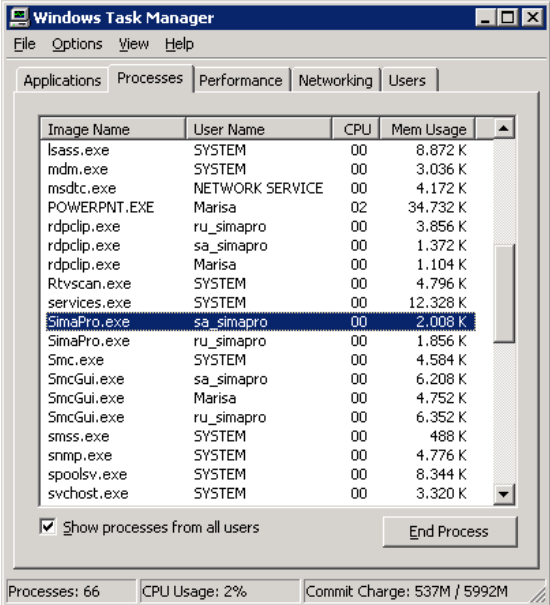 Windows Task Manager
File Options View Help
Applications Processes Performance Networking Users
Image Name User Name CPU Mem Usage
lsass.exe SYSTEM 00 8.872 K
mdm.exe SYSTEM 00 3.036 K
msdtc.exe NETWORK SERVICE 00 4.172 K
POWERPNT.EXE Marisa 02 34.732 K
rdpclip.exe ru_simapro 00 3.856 K
rdpclip.exe sa_simapro 00 1.372 K
rdpclip.exe Marisa 00 1.104 K
Rtvscan.exe SYSTEM 00 4.796 K
services.exe SYSTEM 00 12.328 K
SimaPro.exe sa_simapro 00 2.008 K
SimaPro.exe ru_simapro 00 1.856 K
Smc.exe SYSTEM 00 4.584 K
SmcGui.exe sa_simapro 00 6.208 K
SmcGui.exe Marisa 00 4.752 K
SmcGui.exe ru_simapro 00 6.352 K
smss.exe SYSTEM 00 488 K
snmp.exe SYSTEM 00 4.776 K
spoolsv.exe SYSTEM 00 8.344 K
svchost.exe SYSTEM 00 3.320 K
Show processes from all users End Process
Processes: 66 CPU Usage: 2% Commit Charge: 537M / 5992M